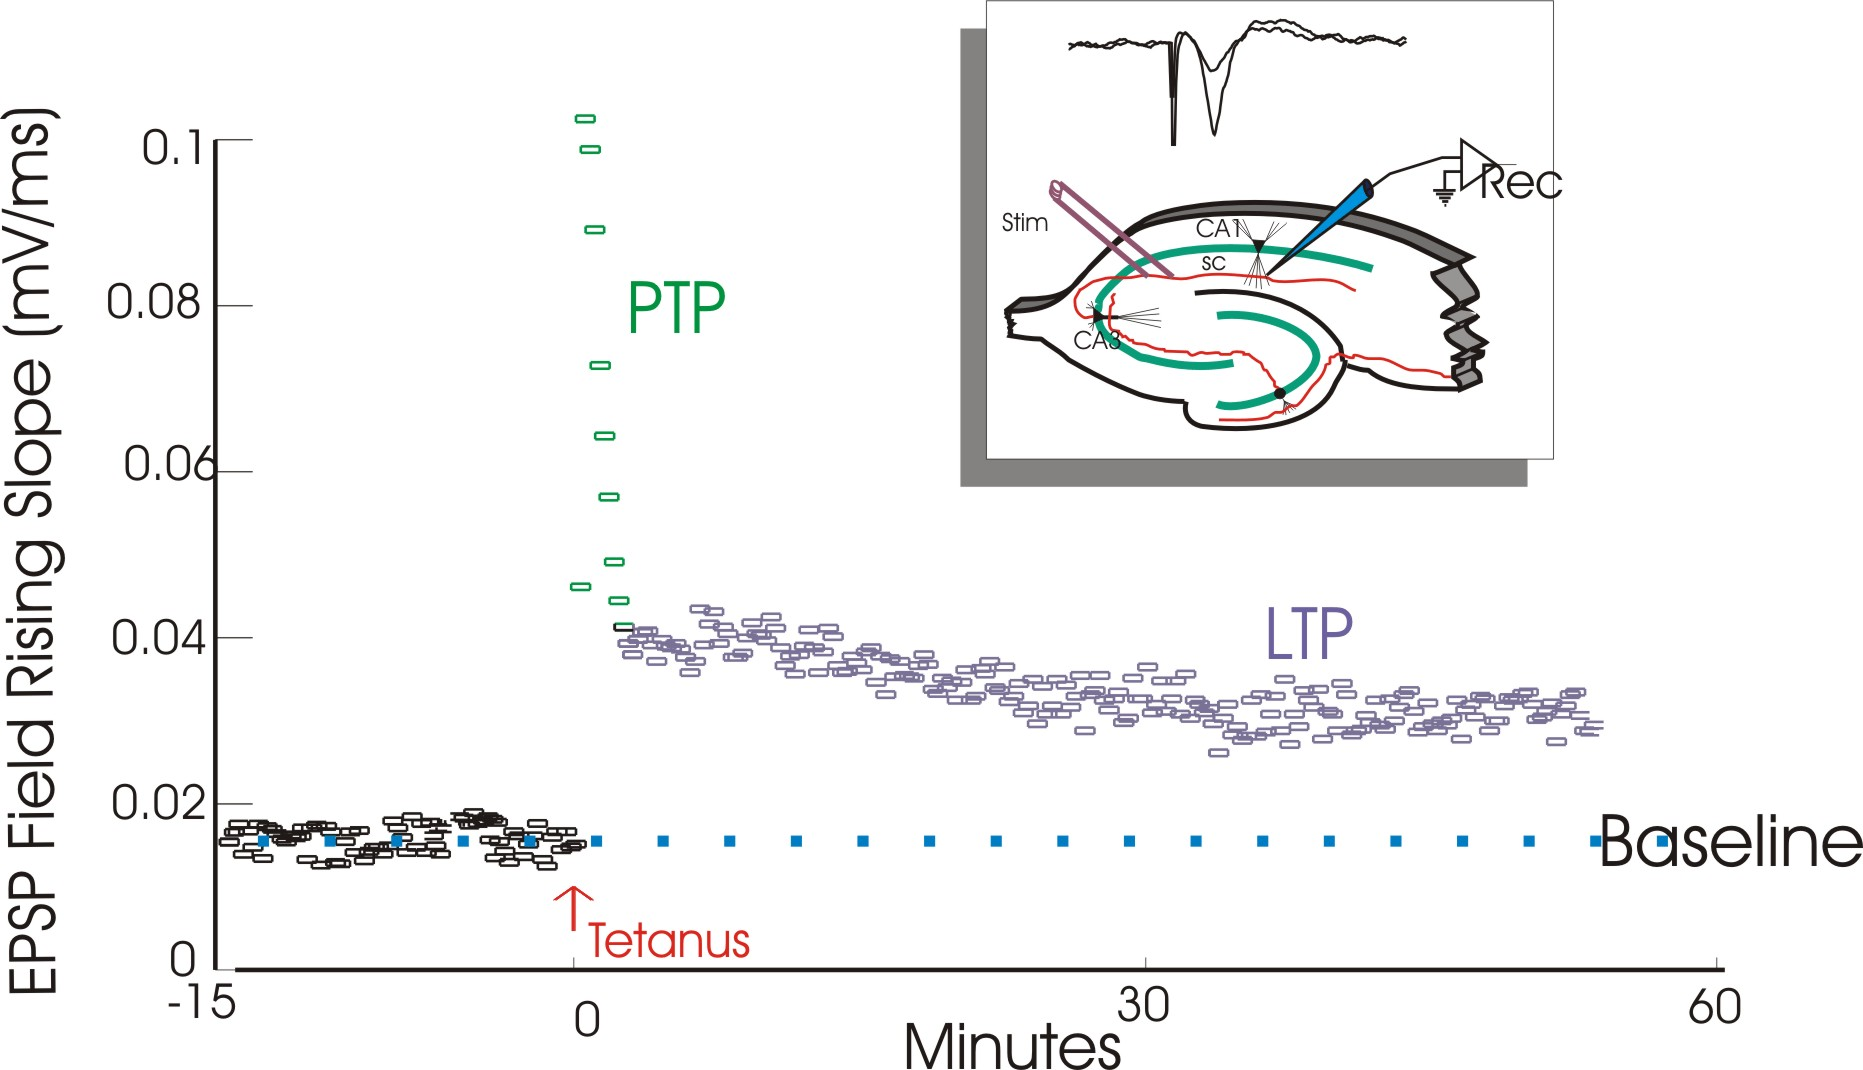 EPSP Field Rising Slope (mV/ms)
0.1
0.08
0.06
0.04
0.02
0
-15
0
30
60
Minutes
PTP
LTP
Baseline
Tetanus
Stim
Rec
CA1
SC
CA3